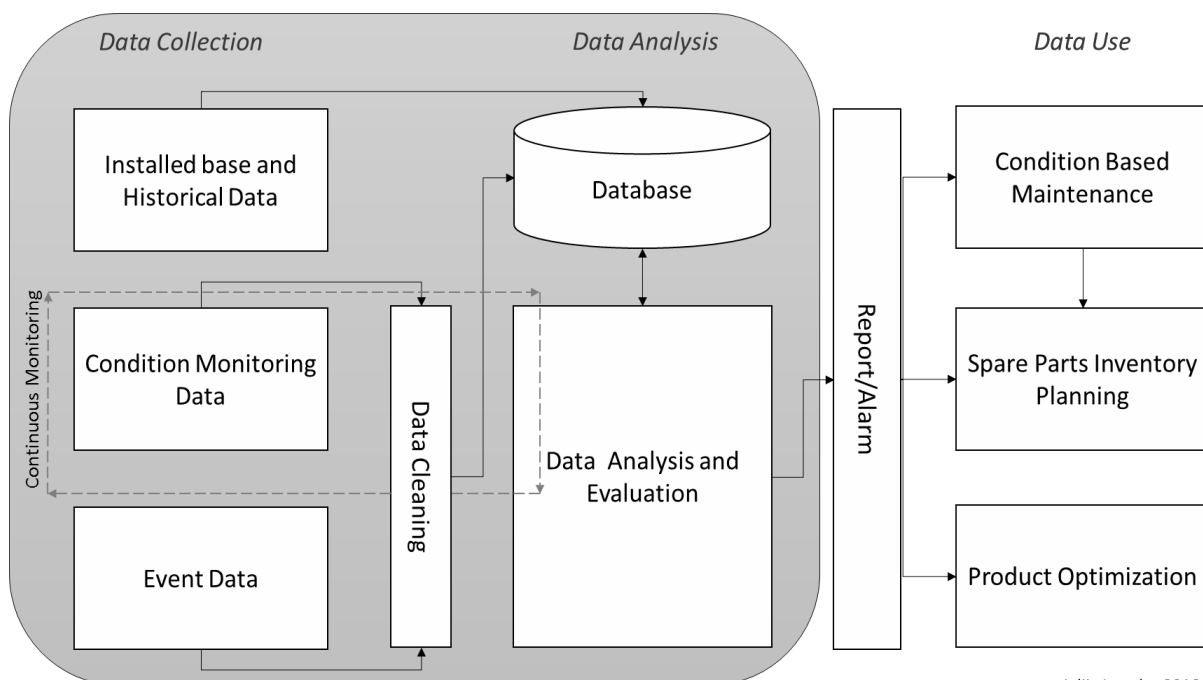 Data Collection
Data Analysis
Data Use
Installed base and
Historical Data
Database
Condition Based
Maintenance
Continuous Monitoring
Condition Monitoring
Data
Data Cleaning
Data Analysis and
Evaluation
Report/Alarm
Spare Parts Inventory
Planning
Event Data
Product Optimization